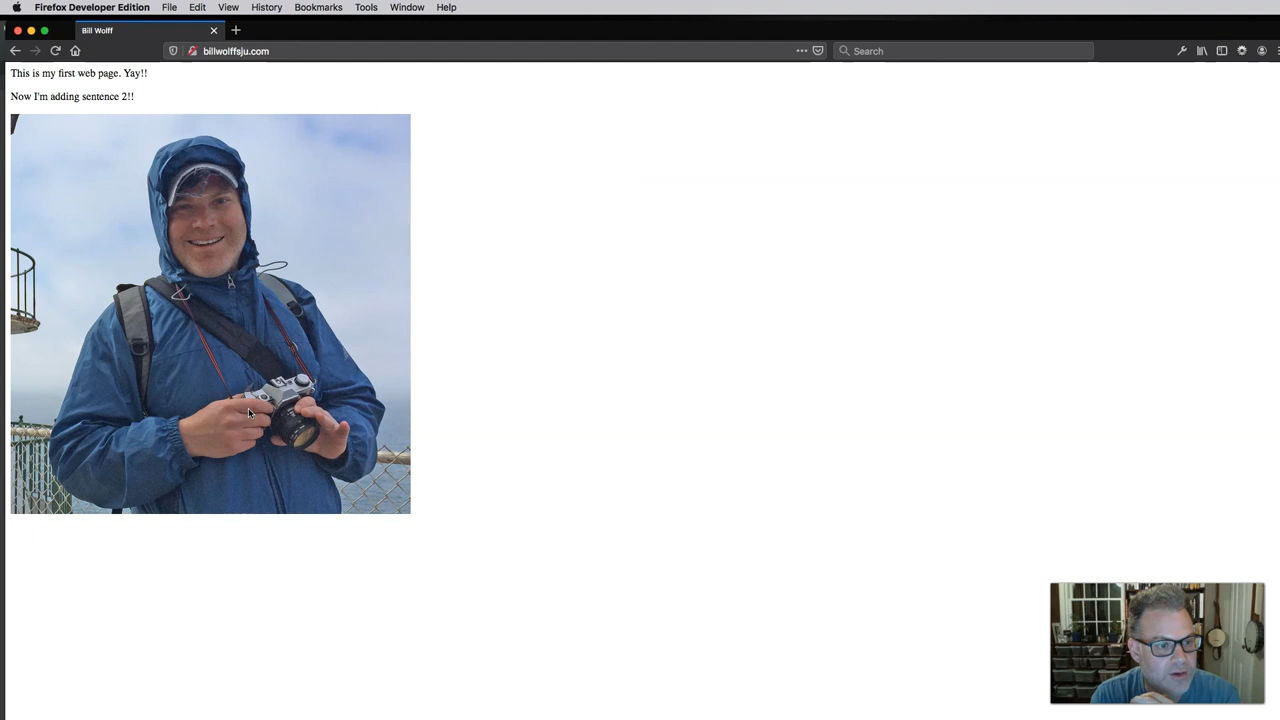 Firefox Developer Edition File Edit View History Bookmarks Tools Window Help
Bill Wolff
billwolffsju.com
Search
This is my first web page. Yay!!
Now I'm adding sentence 2!!